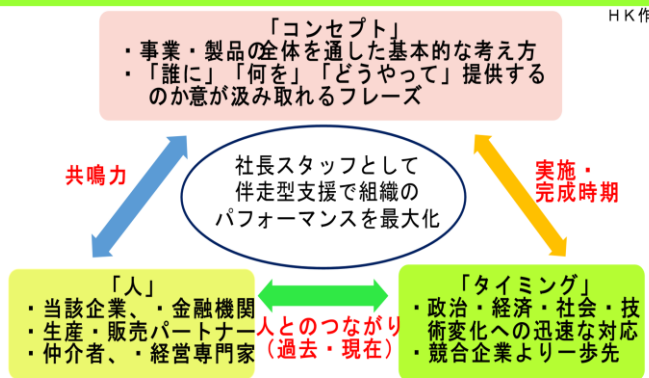 HK作
「コンセプト」
・事業・製品の全体を通した基本的な考え方
・「誰に」「何を」「どうやって」提供する
のか意が汲み取れるフレーズ
共鳴力
社長スタッフとして
伴走型支援で組織の
パフォーマンスを最大化
実施・
完成時期
「人」
・当該企業、・金融機関
・生産・販売パートナー
・仲介者、・経営専門家
人とのつながり
（過去・現在）
「タイミング」
・政治・経済・社会・技
術変化への迅速な対応
・競合企業より一歩先